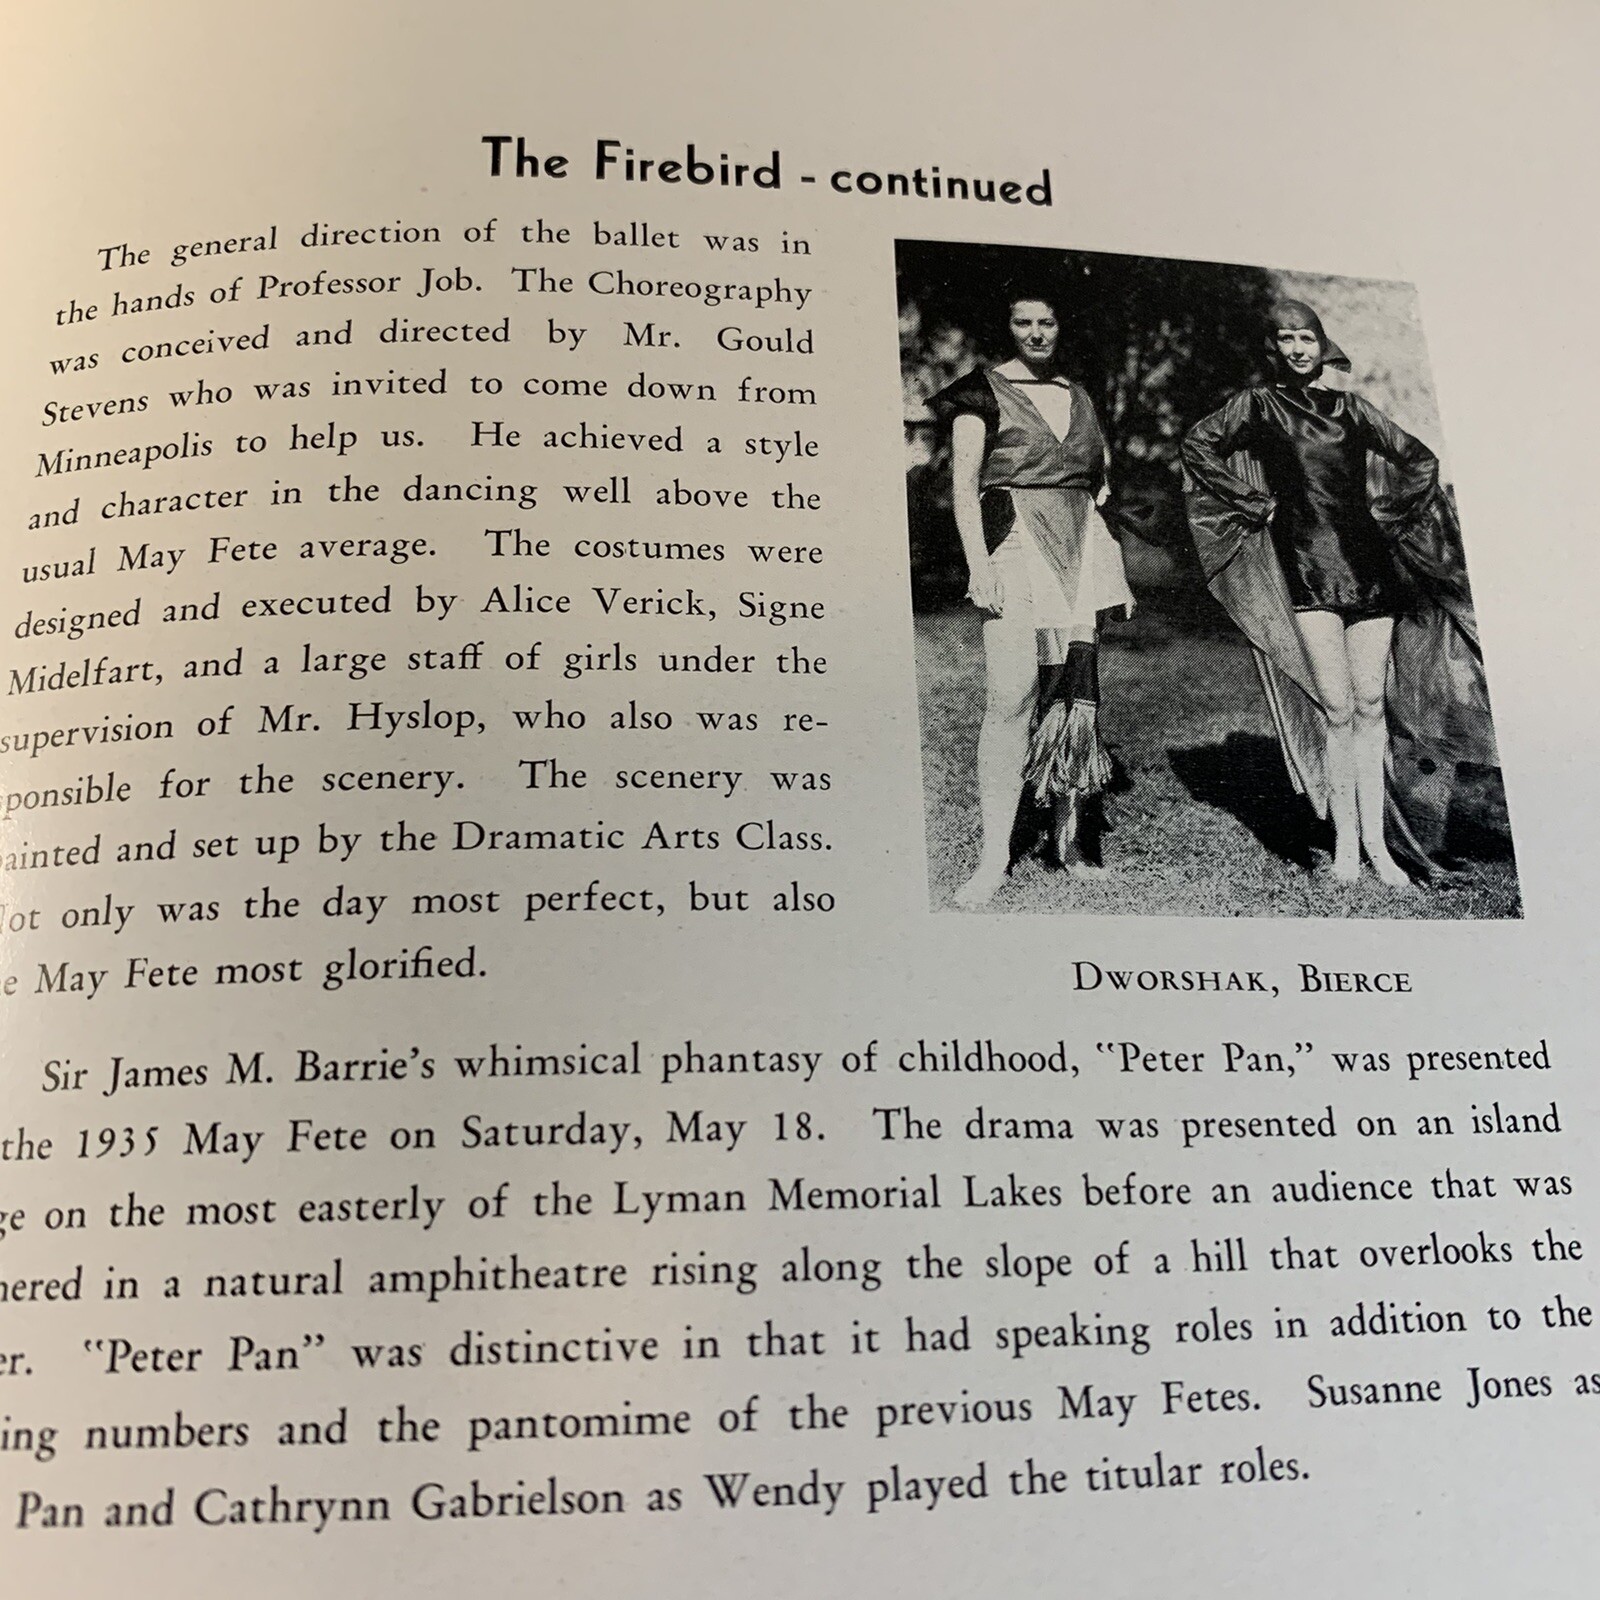 The Firebird - continued
The general direction of the ballet was in
the hands of Professor Job. The Choreography
was conceived and directed by Mr. Gould
Stevens who was invited to come down from
Minneapolis to help us. He achieved a style
and character in the dancing well above the
usual May Fete average. The costumes were
designed and executed by Alice Verick, Signe
Midelfart, and a large staff of girls under the
supervision of Mr. Hyslop, who also was re-
ponsible for the scenery. The scenery was
ainted and set up by the Dramatic Arts Class.
ot only was the day most perfect, but also
e May Fete most glorified.
DWORSHAK, BIERCE
Sir James M. Barrie's whimsical phantasy of childhood, "Peter Pan," was presented
the 1935 May Fete on Saturday, May 18. The drama was presented on an island
ge on the most easterly of the Lyman Memorial Lakes before an audience that was
hered in a natural amphitheatre rising along the slope of a hill that overlooks the
er. "Peter Pan" was distinctive in that it had speaking roles in addition to the
ing numbers and the pantomime of the previous May Fetes. Susanne Jones as
Pan and Cathrynn Gabrielson as Wendy played the titular roles.